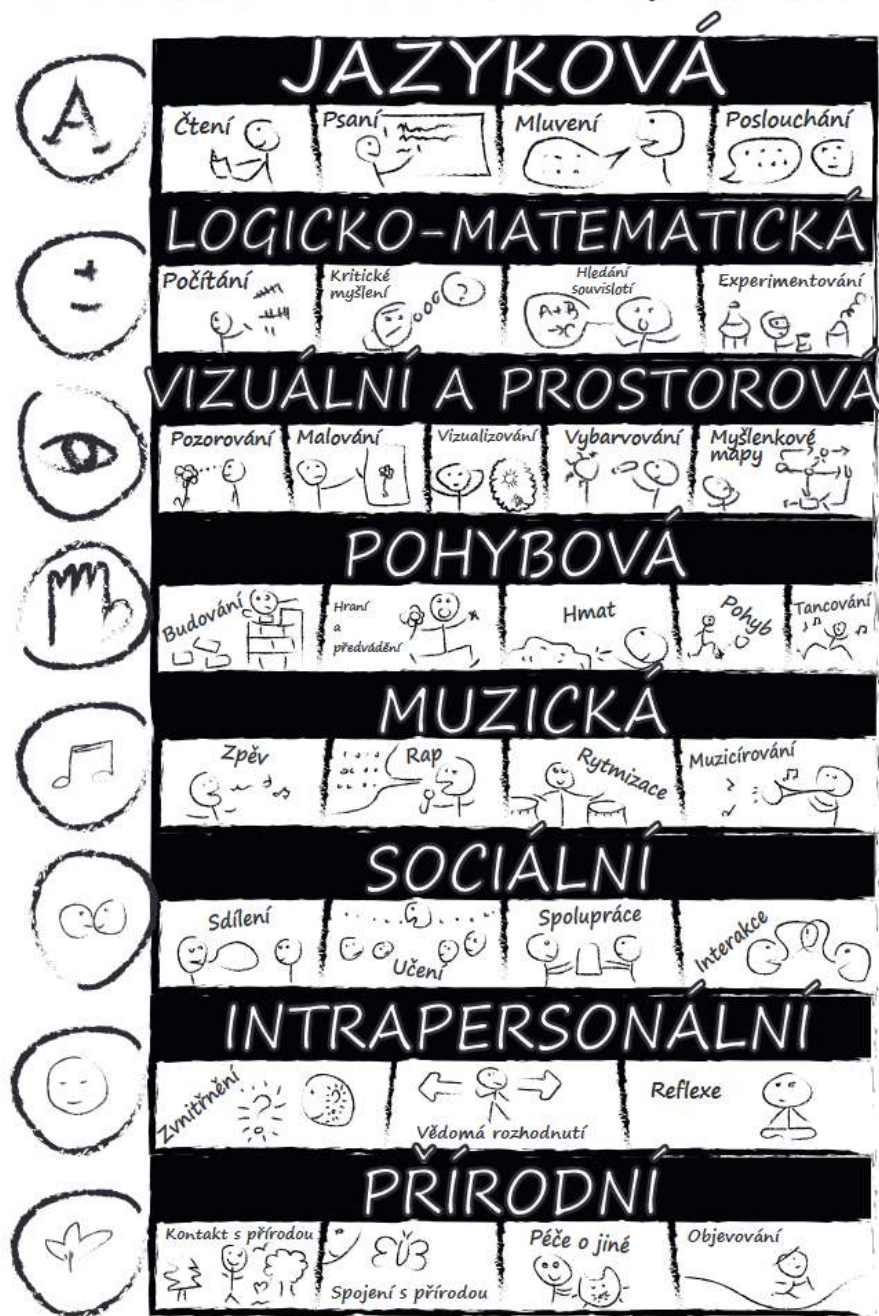 JAZYKOVÁ
A
Čtení
Psaní
Mluvení
Poslouchání
LOGICKO-MATEMATICKÁ
+
-
Počítání
Kritické
myšlení
?
Hledání
souvislotí
A+B
→C
Experimentování
E
VIZUÁLNÍ A PROSTOROVÁ
Pozorování
Malování
Vizualizování
Vybarvování
Myšlenkové
mapy
POHYBOVÁ
Budování
Hraní
a
předvádění
Hmat
Pohyb
Tancování
MUZICKÁ
Zpěv
Rap
Rytmizace
Muzicírování
SOCIÁLNÍ
Sdílení
Učení
Spolupráce
Interakce
INTRAPERSONÁLNÍ
Zvnitřnění
?
Vědomá rozhodnutí
Reflexe
PŘÍRODNÍ
Kontakt s přírodou
Spojení s přírodou
Péče o jiné
Objevování